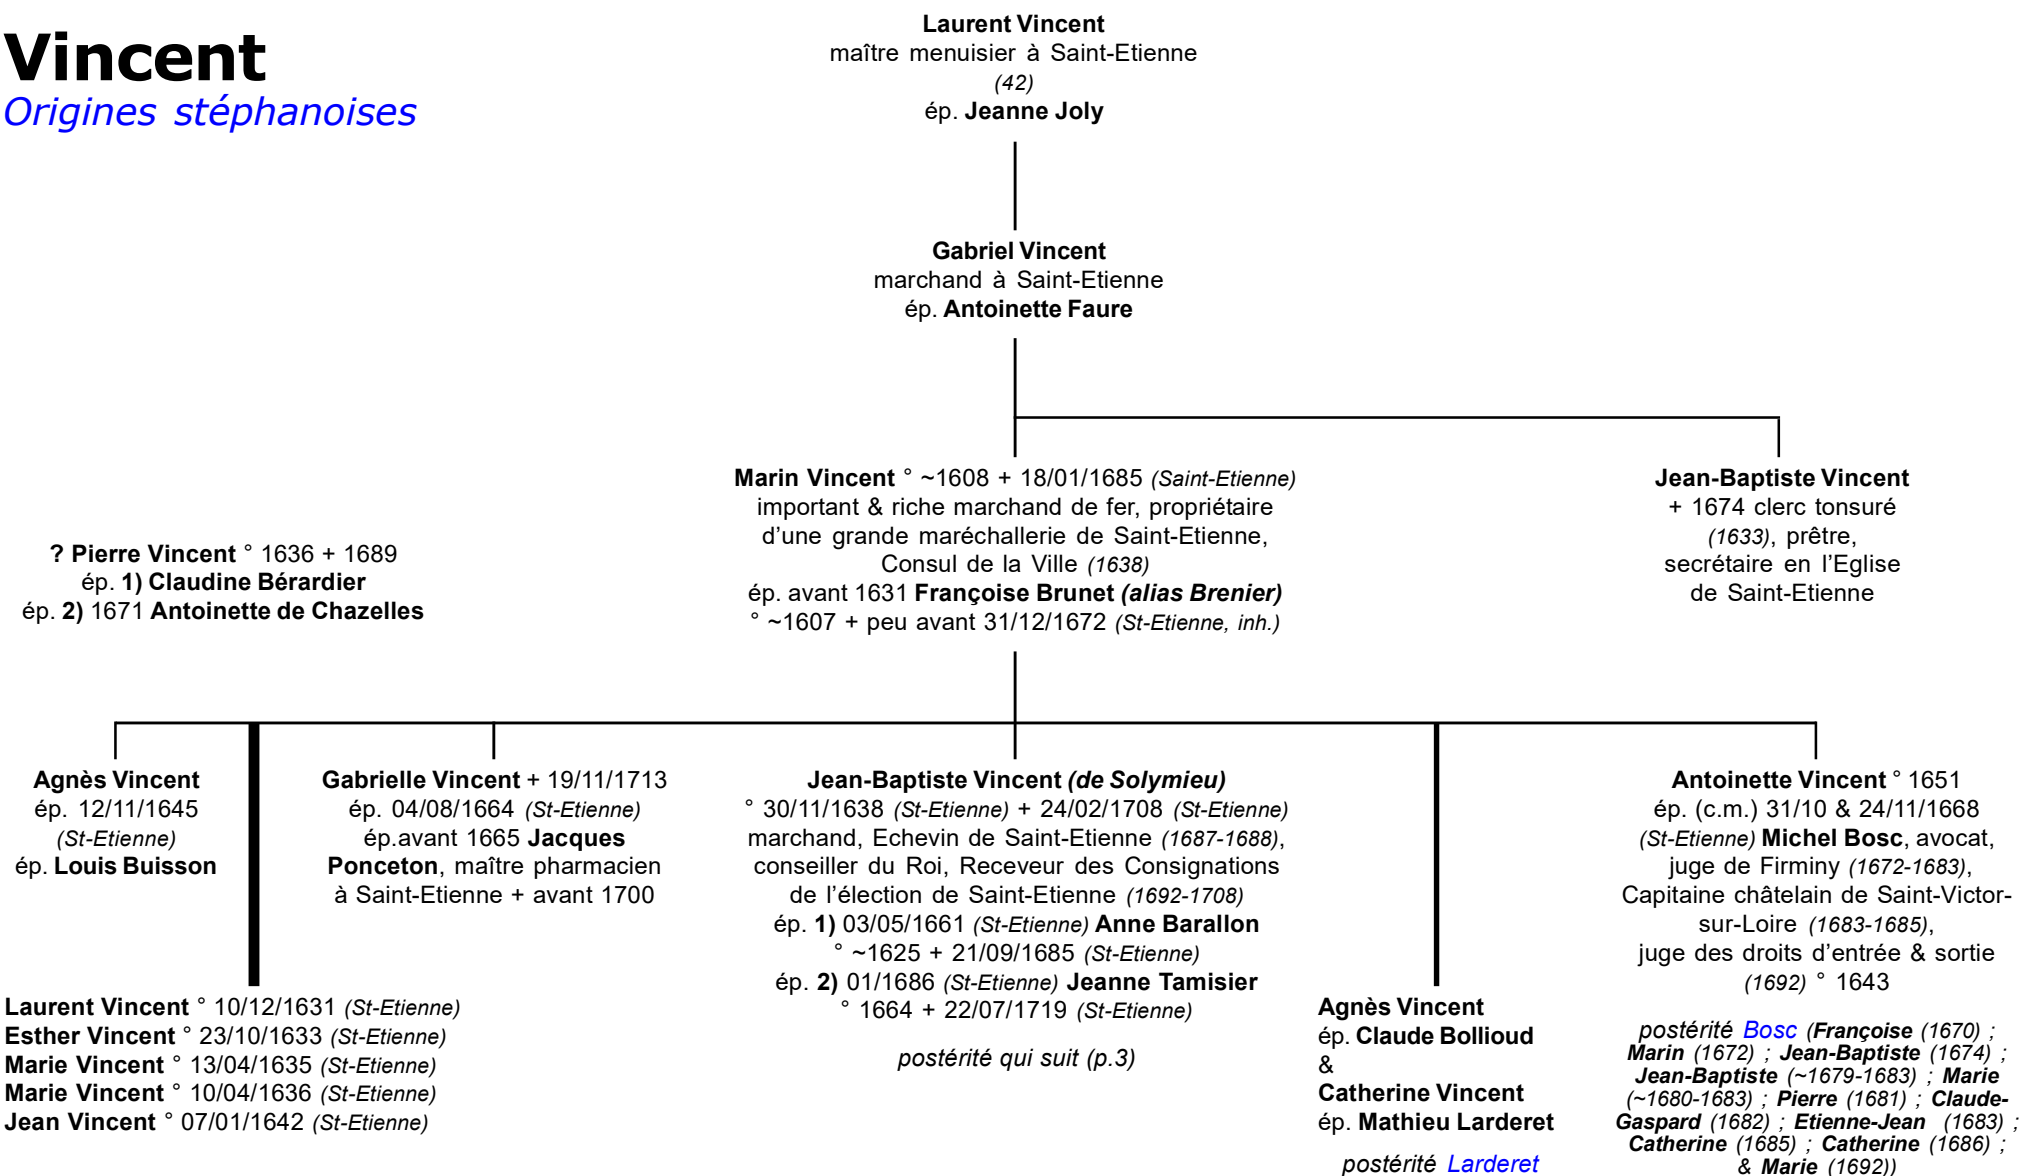 Vincent
Origines stéphanoises
Laurent Vincent
maître menuisier à Saint-Etienne
(42)
ép. Jeanne Joly
Gabriel Vincent
marchand à Saint-Etienne
ép. Antoinette Faure
Marin Vincent ° ~1608 + 18/01/1685 (Saint-Etienne)
important & riche marchand de fer, propriétaire
d'une grande maréchallerie de Saint-Etienne,
Consul de la Ville (1638)
ép. avant 1631 Françoise Brunet (alias Brenier)
° ~1607 + peu avant 31/12/1672 (St-Etienne, inh.)
Jean-Baptiste Vincent
+ 1674 clerc tonsuré
(1633), prêtre,
secrétaire en l'Eglise
de Saint-Etienne
? Pierre Vincent ° 1636 + 1689
ép. 1) Claudine Bérardier
ép. 2) 1671 Antoinette de Chazelles
Agnès Vincent
ép. 12/11/1645
(St-Etienne)
ép. Louis Buisson
Laurent Vincent ° 10/12/1631 (St-Etienne)
Esther Vincent ° 23/10/1633 (St-Etienne)
Marie Vincent ° 13/04/1635 (St-Etienne)
Marie Vincent ° 10/04/1636 (St-Etienne)
Jean Vincent ° 07/01/1642 (St-Etienne)
Gabrielle Vincent + 19/11/1713
ép. 04/08/1664 (St-Etienne)
ép.avant 1665 Jacques
Ponceton, maître pharmacien
à Saint-Etienne + avant 1700
Jean-Baptiste Vincent (de Solymieu)
° 30/11/1638 (St-Etienne) + 24/02/1708 (St-Etienne)
marchand, Echevin de Saint-Etienne (1687-1688),
conseiller du Roi, Receveur des Consignations
de l'élection de Saint-Etienne (1692-1708)
ép. 1) 03/05/1661 (St-Etienne) Anne Barallon
° ~1625 + 21/09/1685 (St-Etienne)
ép. 2) 01/1686 (St-Etienne) Jeanne Tamisier
° 1664 + 22/07/1719 (St-Etienne)
postérité qui suit (p.3)
Agnès Vincent
ép. Claude Bollioud
&
Catherine Vincent
ép. Mathieu Larderet
postérité Larderet
Antoinette Vincent ° 1651
ép. (c.m.) 31/10 & 24/11/1668
(St-Etienne) Michel Bosc, avocat,
juge de Firminy (1672-1683),
Capitaine châtelain de Saint-Victor-
sur-Loire (1683-1685),
juge des droits d'entrée & sortie
(1692) ° 1643
postérité Bosc (Françoise (1670) ;
Marin (1672) ; Jean-Baptiste (1674) ;
Jean-Baptiste (~1679-1683) ; Marie
(~1680-1683) ; Pierre (1681) ; Claude-
Gaspard (1682) ; Etienne-Jean (1683) ;
Catherine (1685) ; Catherine (1686) ;
& Marie (1692))